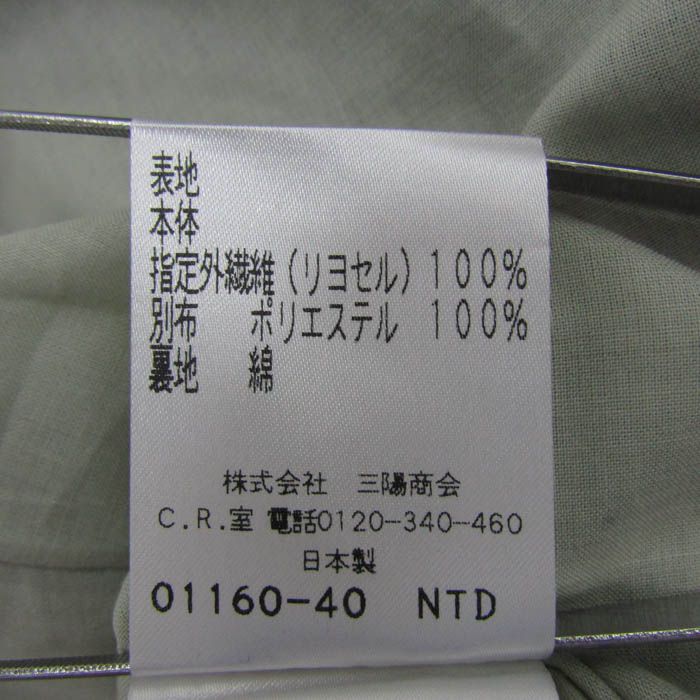 表地
本体
指定外繊維(リヨセル)100%
別布 ポリエステル 100%
裏地 綿
株式会社 三陽商会
C.R.室 電話0120-340-460
日本製
01160-40 NTD